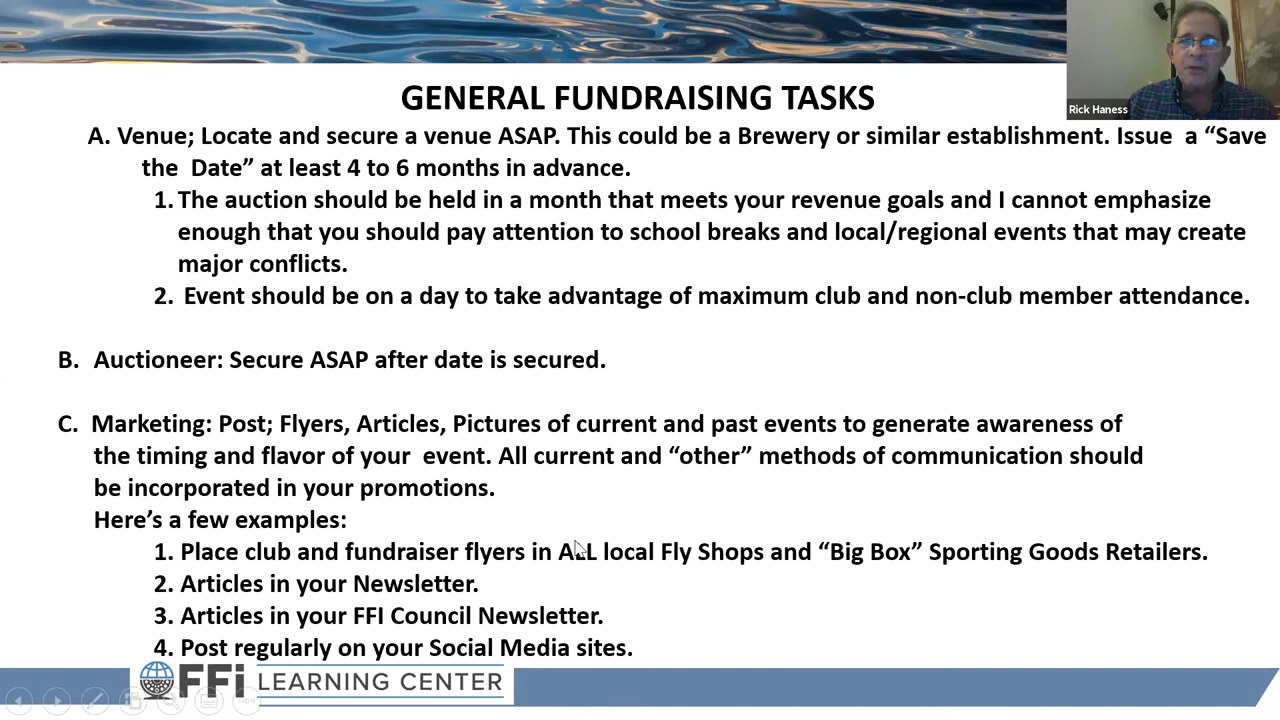 Rick Haness
GENERAL FUNDRAISING TASKS
A. Venue; Locate and secure a venue ASAP. This could be a Brewery or similar establishment. Issue a “Save
the Date” at least 4 to 6 months in advance.
1. The auction should be held in a month that meets your revenue goals and I cannot emphasize
enough that you should pay attention to school breaks and local/regional events that may create
major conflicts.
2. Event should be on a day to take advantage of maximum club and non-club member attendance.
B. Auctioneer: Secure ASAP after date is secured.
C. Marketing: Post; Flyers, Articles, Pictures of current and past events to generate awareness of
the timing and flavor of your event. All current and “other” methods of communication should
be incorporated in your promotions.
Here’s a few examples:
1. Place club and fundraiser flyers in ALL local Fly Shops and “Big Box” Sporting Goods Retailers.
2. Articles in your Newsletter.
3. Articles in your FFI Council Newsletter.
4. Post regularly on your Social Media sites.
FFi LEARNING CENTER